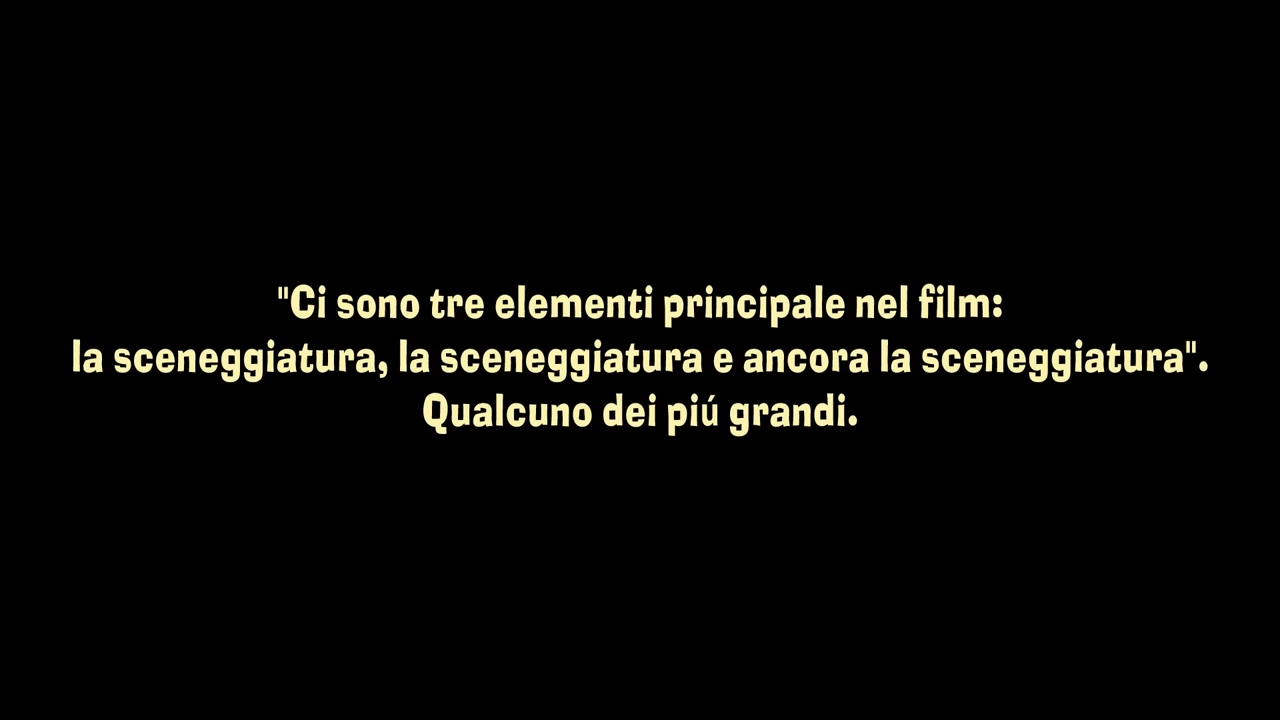 "Ci sono tre elementi principale nel film:
la sceneggiatura, la sceneggiatura e ancora la sceneggiatura".
Qualcuno dei piú grandi.